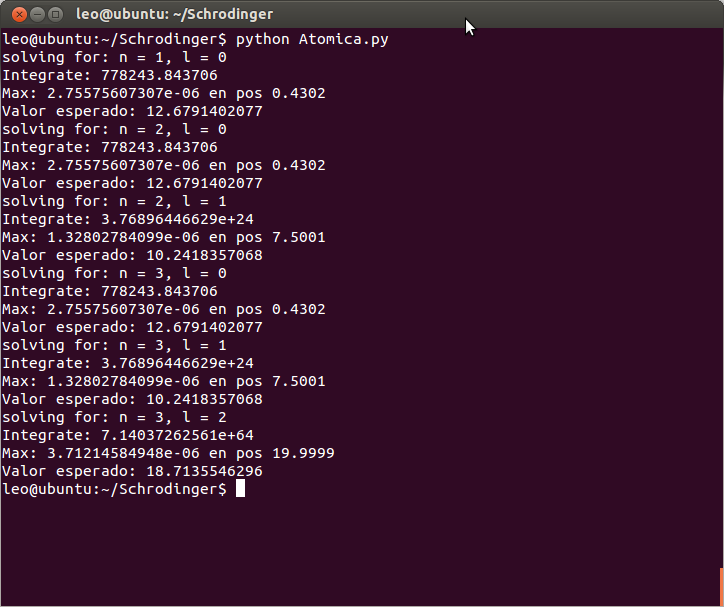 leo@ubuntu: ~/Schrodinger
leo@ubuntu:~/Schrodinger$ python Atomica.py
solving for: n = 1, l = 0
Integrate: 778243.843706
Max: 2.75575607307e-06 en pos 0.4302
Valor esperado: 12.6791402077
solving for: n = 2, l = 0
Integrate: 778243.843706
Max: 2.75575607307e-06 en pos 0.4302
Valor esperado: 12.6791402077
solving for: n = 2, l = 1
Integrate: 3.76896446629e+24
Max: 1.32802784099e-06 en pos 7.5001
Valor esperado: 10.2418357068
solving for: n = 3, l = 0
Integrate: 778243.843706
Max: 2.75575607307e-06 en pos 0.4302
Valor esperado: 12.6791402077
solving for: n = 3, l = 1
Integrate: 3.76896446629e+24
Max: 1.32802784099e-06 en pos 7.5001
Valor esperado: 10.2418357068
solving for: n = 3, l = 2
Integrate: 7.14037262561e+64
Max: 3.71214584948e-06 en pos 19.9999
Valor esperado: 18.7135546296
leo@ubuntu:~/Schrodinger$